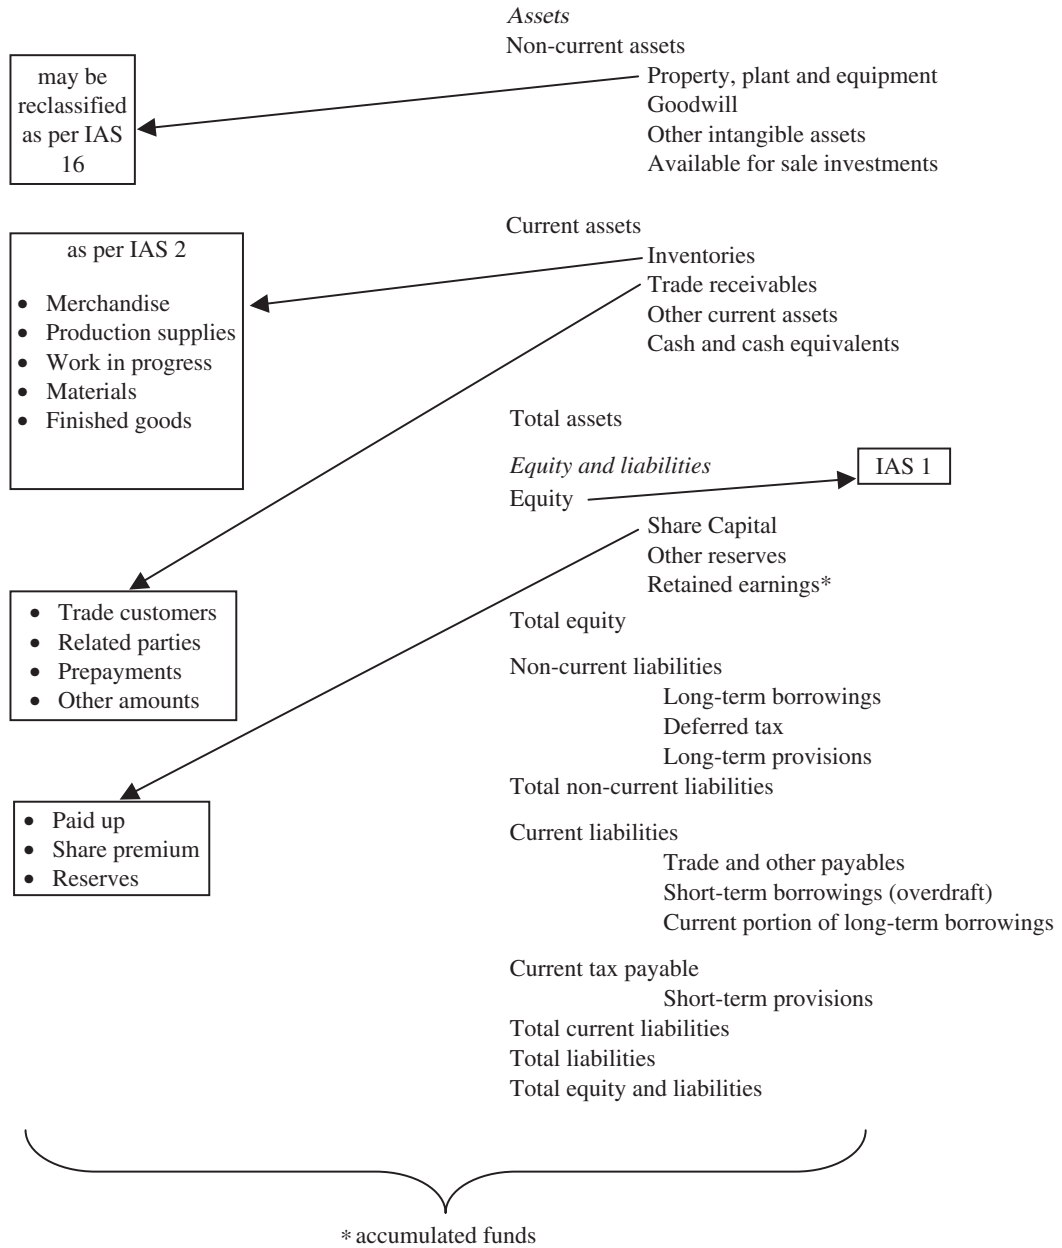 Assets
Non-current assets
Property, plant and equipment
Goodwill
Other intangible assets
Available for sale investments
may be
reclassified
as per IAS
16
Current assets
Inventories
Trade receivables
Other current assets
Cash and cash equivalents
as per IAS 2
• Merchandise
• Production supplies
• Work in progress
• Materials
• Finished goods
Total assets
Equity and liabilities
IAS 1
Equity
Share Capital
Other reserves
Retained earnings*
• Trade customers
• Related parties
• Prepayments
• Other amounts
Total equity
Non-current liabilities
Long-term borrowings
Deferred tax
Long-term provisions
Total non-current liabilities
• Paid up
• Share premium
• Reserves
Current liabilities
Trade and other payables
Short-term borrowings (overdraft)
Current portion of long-term borrowings
Current tax payable
Short-term provisions
Total current liabilities
Total liabilities
Total equity and liabilities
* accumulated funds